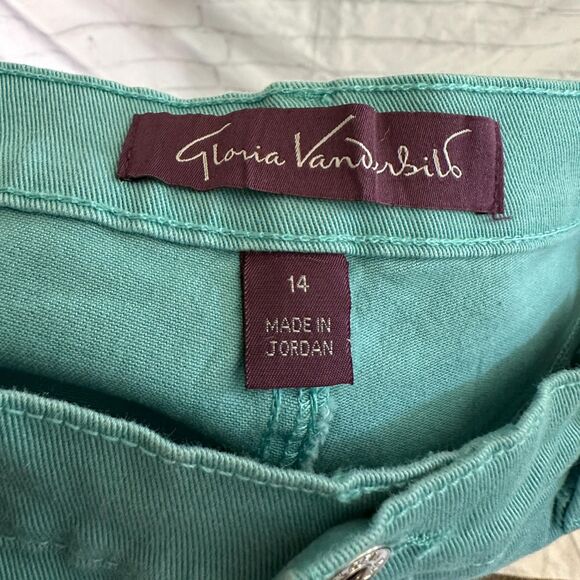 Gloria Vanderbilt
14
MADE IN
JORDAN